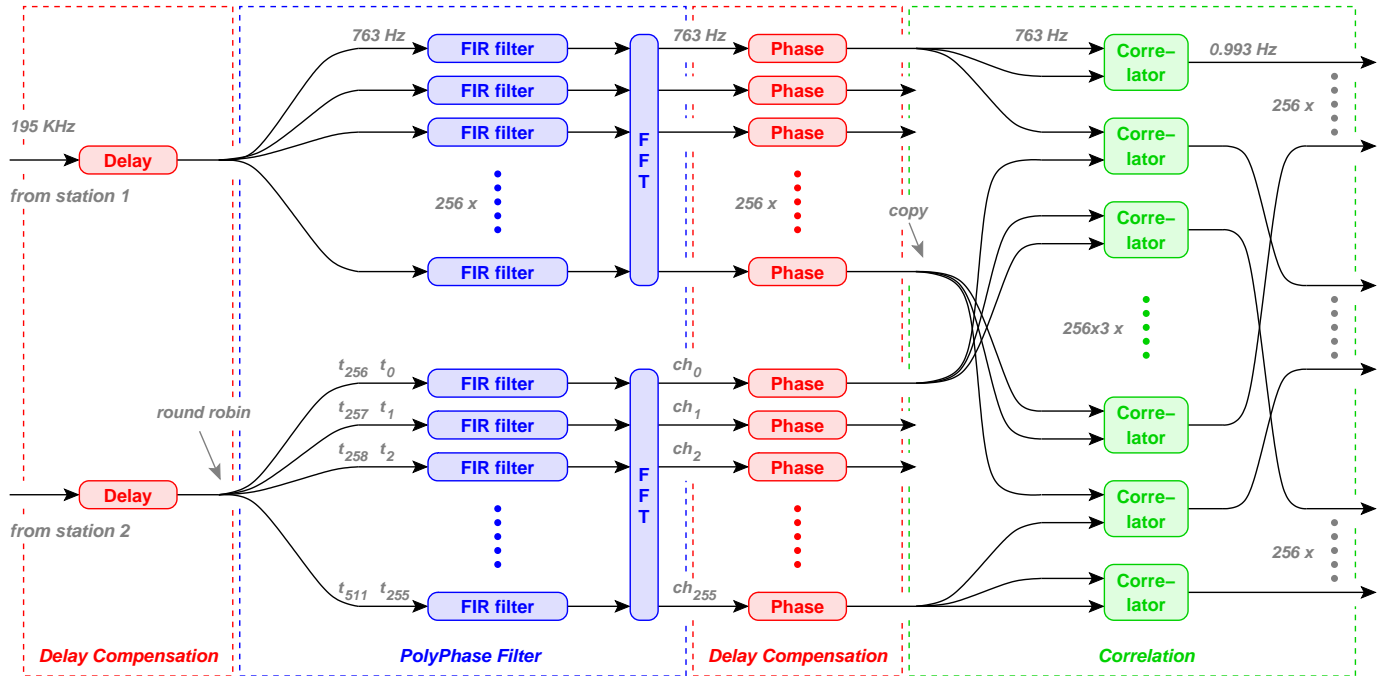 763 Hz
FIR filter
763 Hz
Phase
763 Hz
Corre–
lator
0.993 Hz
FIR filter
Phase
256 x
195 KHz
FIR filter
Phase
Corre–
lator
Delay
F
F
T
from station 1
256 x
256 x
copy
Corre–
lator
FIR filter
Phase
256x3 x
t256 t0
FIR filter
ch0
Phase
round robin
t257 t1
FIR filter
ch1
Phase
Corre–
lator
t258 t2
FIR filter
ch2
Phase
Delay
F
F
T
Corre–
lator
from station 2
256 x
t511 t255
FIR filter
ch255
Phase
Corre–
lator
Delay Compensation
PolyPhase Filter
Delay Compensation
Correlation